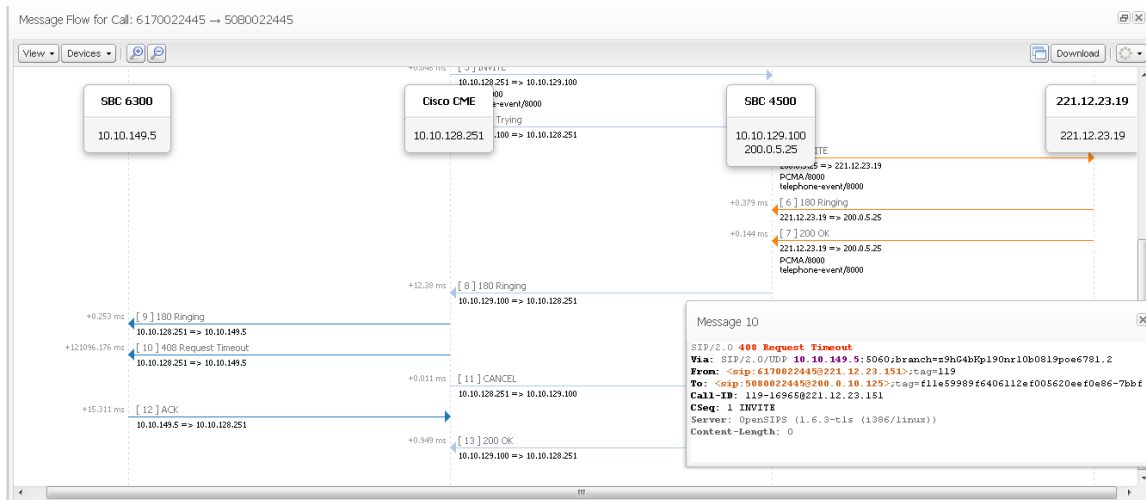 Message Flow for Call: 6170022445 → 5080022445
View Devices Download
[ 3 ] INVITE
10.10.128.251 => 10.10.129.100
SBC 6300
10.10.149.5
Cisco CME
10.10.128.251
SBC 4500
10.10.129.100
200.0.5.25
221.12.23.19
221.12.23.19
e-event/8000
Trying
.100 => 10.10.128.251
200.0.5.25 => 221.12.23.19
PCMA/8000
telephone-event/8000
+0.379 ms [ 6 ] 180 Ringing
221.12.23.19 => 200.0.5.25
+0.144 ms [ 7 ] 200 OK
221.12.23.19 => 200.0.5.25
PCMA/8000
telephone-event/8000
+12.38 ms [ 8 ] 180 Ringing
10.10.129.100 => 10.10.128.251
+0.253 ms [ 9 ] 180 Ringing
10.10.128.251 => 10.10.149.5
+121096.176 ms [ 10 ] 408 Request Timeout
10.10.128.251 => 10.10.149.5
+0.011 ms [ 11 ] CANCEL
10.10.128.251 => 10.10.129.100
+15.311 ms [ 12 ] ACK
10.10.149.5 => 10.10.128.251
+0.949 ms [ 13 ] 200 OK
10.10.129.100 => 10.10.128.251
Message 10
SIP/2.0 408 Request Timeout
Via: SIP/2.0/UDP 10.10.149.5:5060;branch=z9hG4bKp190nr10b0819poe6781.2
From: <sip:6170022445@221.12.23.151>;tag=119
To: <sip:5080022445@200.0.10.125>;tag=f11e59989f6406112ef005620eef0e86-7bbf
Call-ID: 119-16965@221.12.23.151
CSeq: 1 INVITE
Server: OpenSIPS (1.6.3-tls (i386/linux))
Content-Length: 0